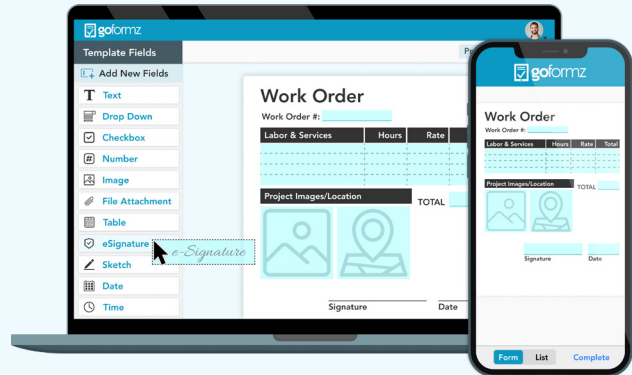 goformz
Template Fields
Add New Fields
Text
Drop Down
Checkbox
Number
Image
File Attachment
Table
eSignature
Sketch
Date
Time
e-Signature
Work Order
Work Order #:
Labor & Services Hours Rate
Project Images/Location
TOTAL
Signature Date
goformz
Work Order
Work Order #:
Labor & Services Hours Rate Total
Project Images/Location
TOTAL
Signature Date
Form List Complete